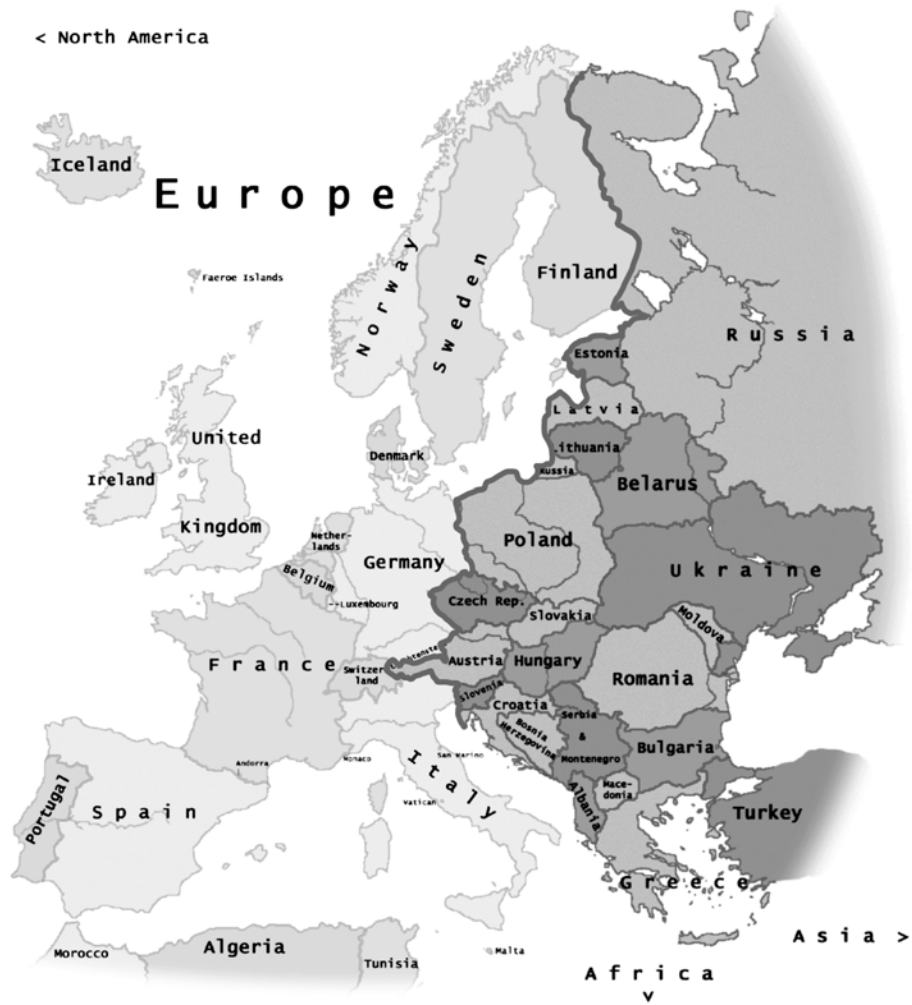 < North America
Iceland
Europe
Faeroe Islands
Norway
Sweden
Finland
Russia
Estonia
Latvia
United
Denmark
.ithuania
Russia
Ireland
Belarus
Kingdom
Nether-
lands
Poland
Germany
Belgium
Ukraine
Czech Rep.
--Luxembourg
Slovakia
Moldova
France
Switzer
land
Austria
Hungary
Romania
Slovenia
Croatia
Serbia
&
Montenegro
Bosnia
Herzegovina
Bulgaria
Andorra
Monaco
San Marino
Italy
Vatican
Portugal
Spain
Albania
Mace-
donia
Turkey
Greece
Morocco
Algeria
Tunisia
Malta
Asia >
Africa
v